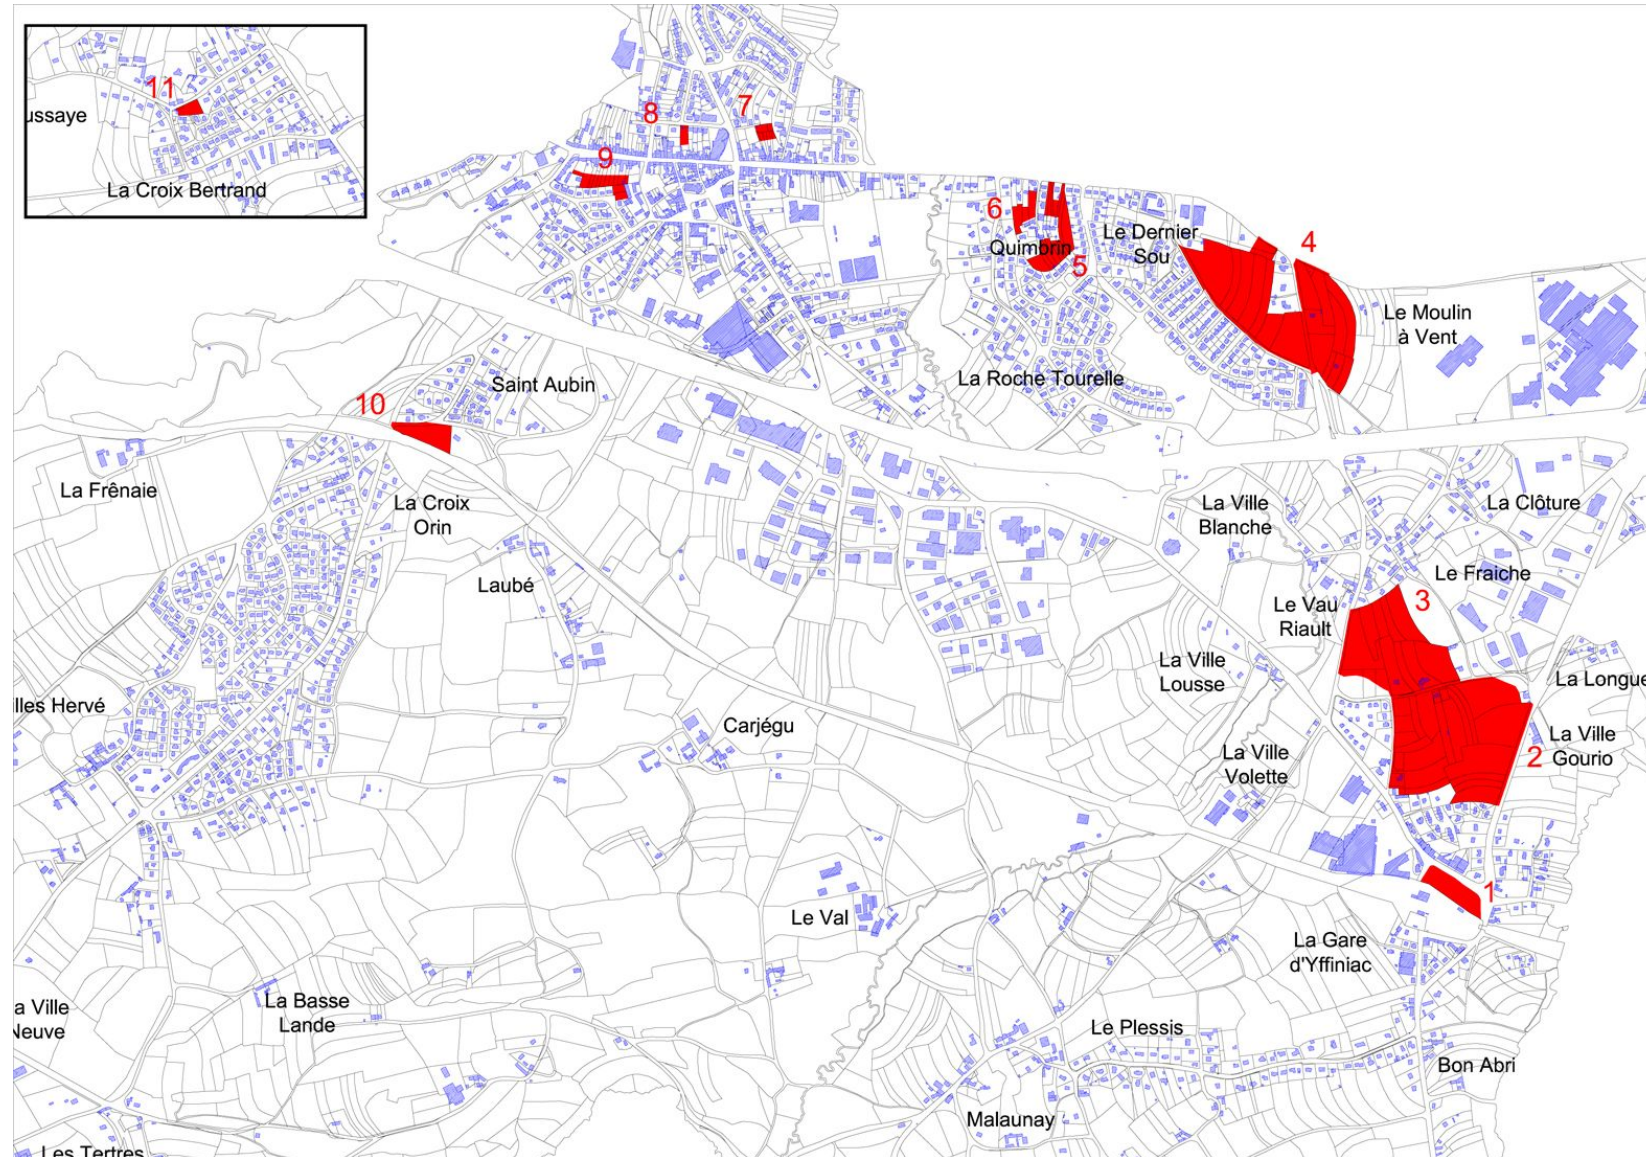 11
ussaye
La Croix Bertrand
8
7
9
6
Quimbrin
5
Le Dernier
Sou
4
Le Moulin
à Vent
La Roche Tourelle
Saint Aubin
10
La Frênaie
La Croix
Orin
La Ville
Blanche
La Clôture
Laubé
Le Fraiche
Le Vau
Riault
3
La Ville
Lousse
La Longue
illes Hervé
Carjégu
La Ville
Volette
2
La Ville
Gourio
1
Le Val
La Gare
d'Yffiniac
a Ville
Neuve
La Basse
Lande
Le Plessis
Bon Abri
Malaunay
Les Tertres